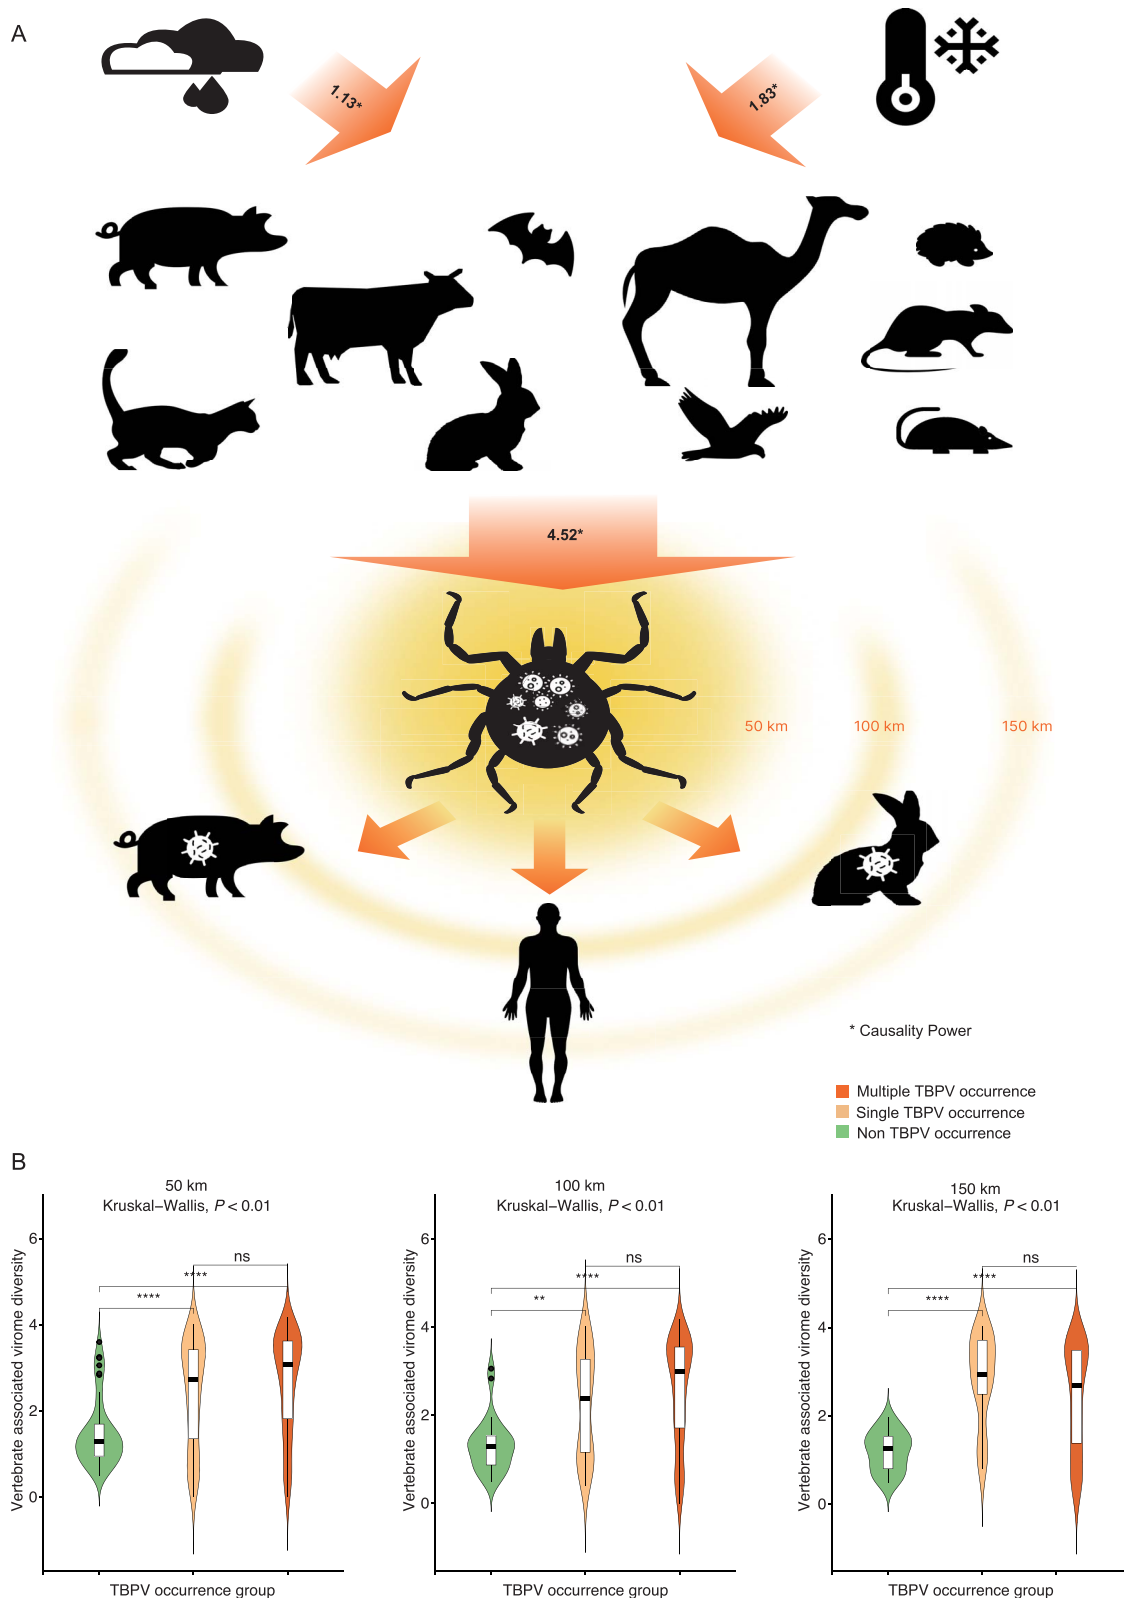 A
1.13*
1.83*
4.52*
50 km
100 km
150 km
* Causality Power
Multiple TBPV occurrence
Single TBPV occurrence
Non TBPV occurrence
B
50 km
Kruskal−Wallis, P < 0.01
Vertebrate associated virome diversity
6
4
2
0
ns
****
****
TBPV occurrence group
100 km
Kruskal−Wallis, P < 0.01
Vertebrate associated virome diversity
6
4
2
0
ns
****
**
TBPV occurrence group
150 km
Kruskal−Wallis, P < 0.01
Vertebrate associated virome diversity
6
4
2
0
ns
****
****
TBPV occurrence group